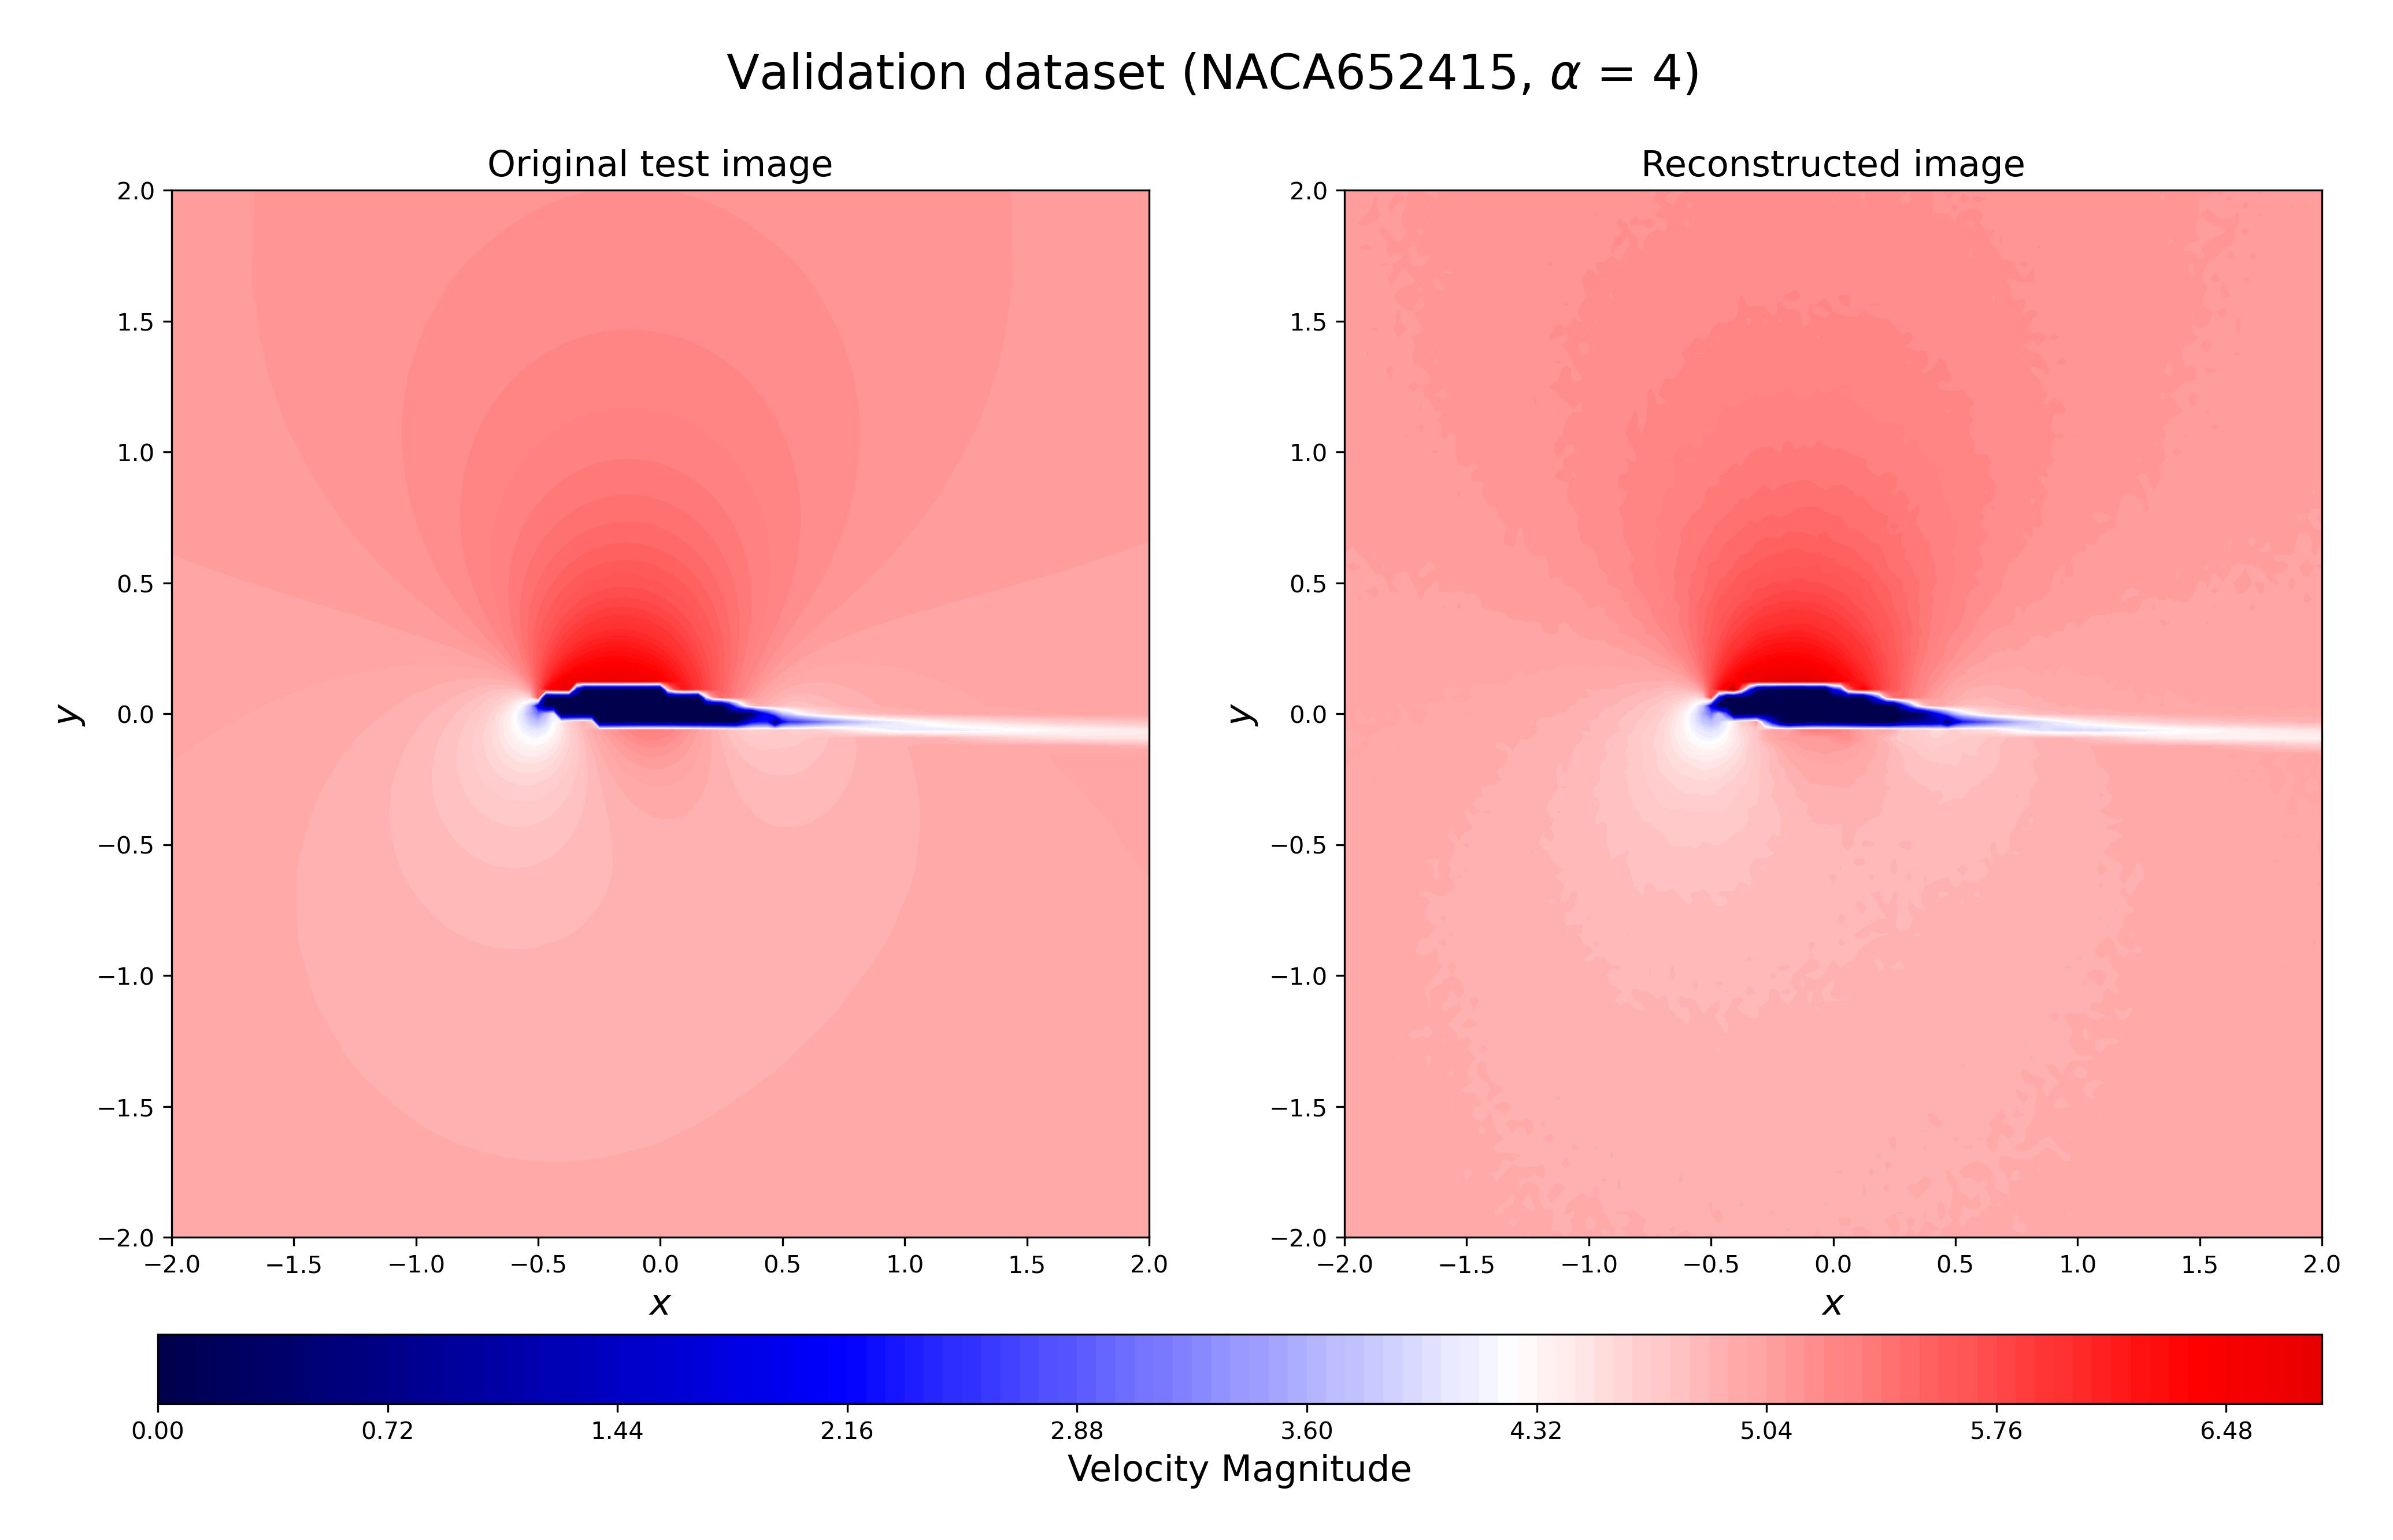 Validation dataset (NACA652415, α = 4)
Original test image
2.0
1.5
1.0
0.5
0.0
−0.5
−1.0
−1.5
−2.0
y
−2.0 −1.5 −1.0 −0.5 0.0 0.5 1.0 1.5 2.0
x
Reconstructed image
2.0
1.5
1.0
0.5
0.0
−0.5
−1.0
−1.5
−2.0
y
−2.0 −1.5 −1.0 −0.5 0.0 0.5 1.0 1.5 2.0
x
0.00 0.72 1.44 2.16 2.88 3.60 4.32 5.04 5.76 6.48
Velocity Magnitude